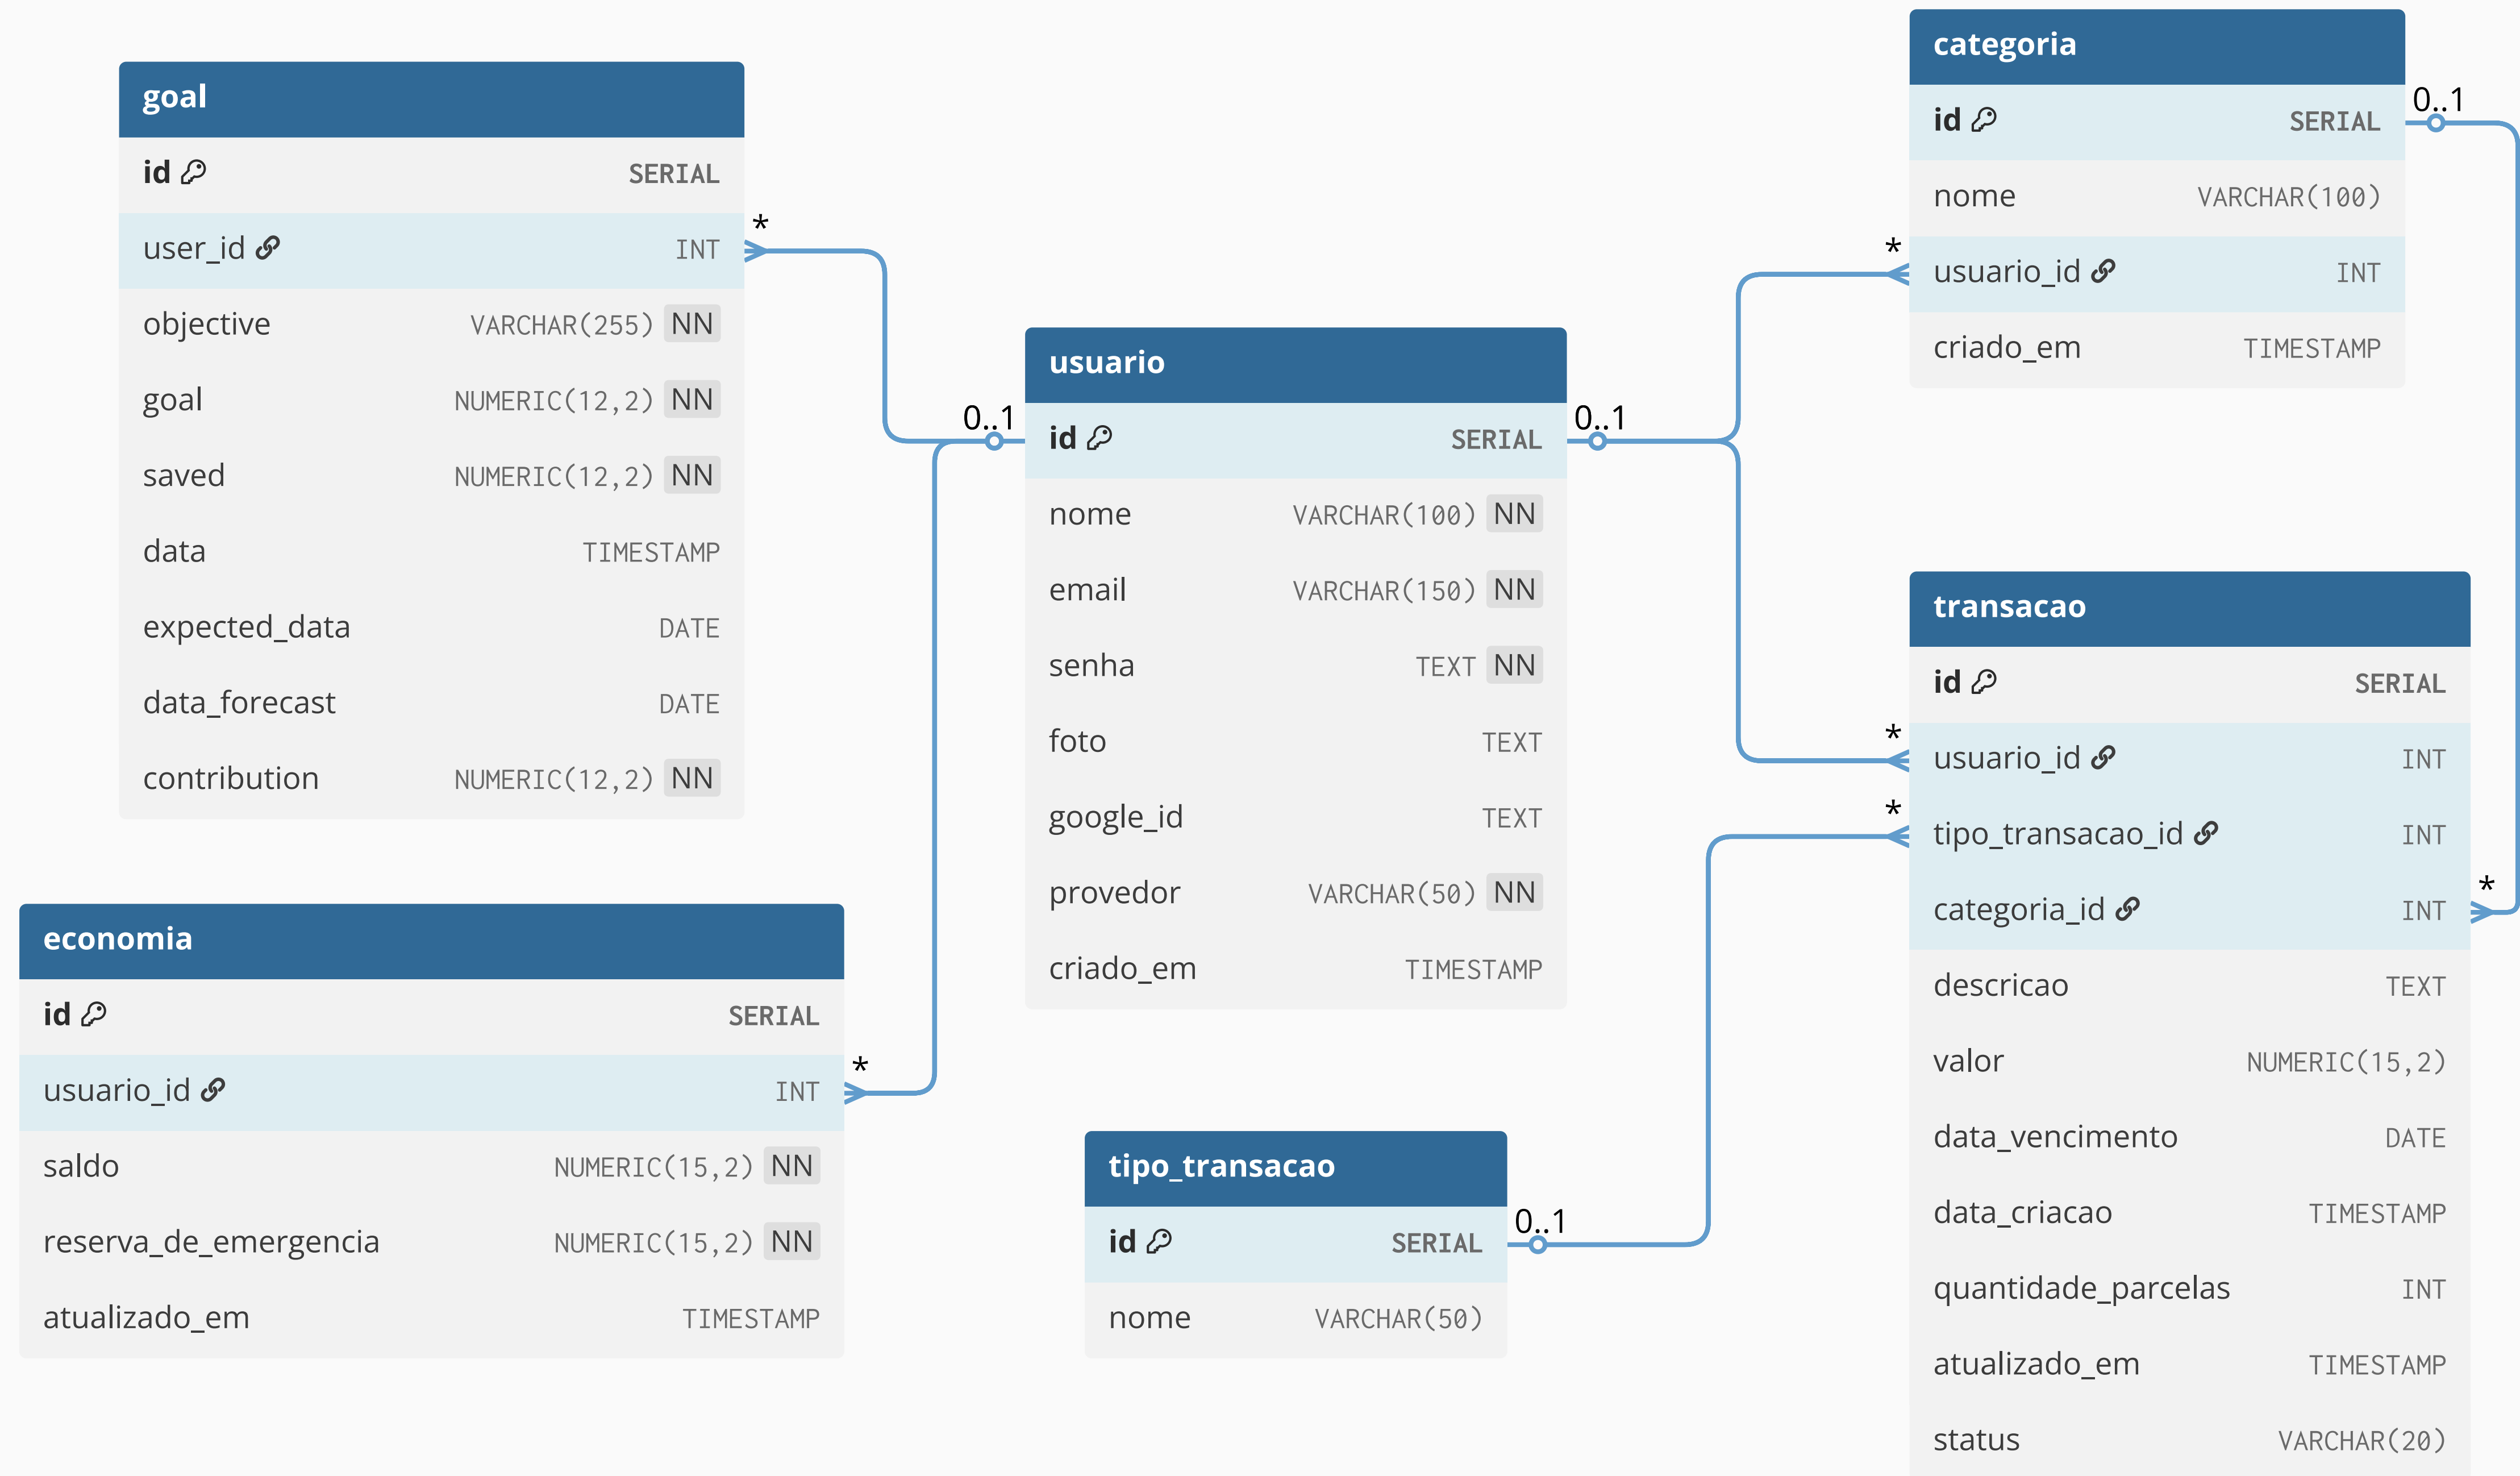 goal
id SERIAL
user_id INT
objective VARCHAR(255) NN
goal NUMERIC(12,2) NN
saved NUMERIC(12,2) NN
data TIMESTAMP
expected_data DATE
data_forecast DATE
contribution NUMERIC(12,2) NN
*
economia
id SERIAL
usuario_id INT
saldo NUMERIC(15,2) NN
reserva_de_emergencia NUMERIC(15,2) NN
atualizado_em TIMESTAMP
*
0..1
usuario
id SERIAL
nome VARCHAR(100) NN
email VARCHAR(150) NN
senha TEXT NN
foto TEXT
google_id TEXT
provedor VARCHAR(50) NN
criado_em TIMESTAMP
0..1
tipo_transacao
id SERIAL
nome VARCHAR(50)
0..1
categoria
id SERIAL
nome VARCHAR(100)
usuario_id INT
criado_em TIMESTAMP
0..1
*
transacao
id SERIAL
usuario_id INT
tipo_transacao_id INT
categoria_id INT
descricao TEXT
valor NUMERIC(15,2)
data_vencimento DATE
data_criacao TIMESTAMP
quantidade_parcelas INT
atualizado_em TIMESTAMP
status VARCHAR(20)
*
*
*